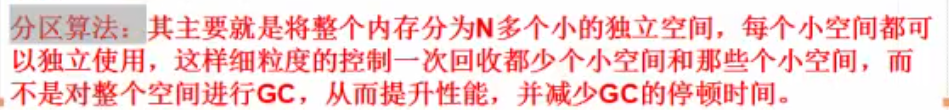 分区算法：其主要就是将整个内存分为N多个小的独立空间，每个小空间都可
以独立使用，这样细粒度的控制一次回收都少个小空间和那些个小空间，而
不是对整个空间进行GC，从而提升性能，并减少GC的停顿时间。